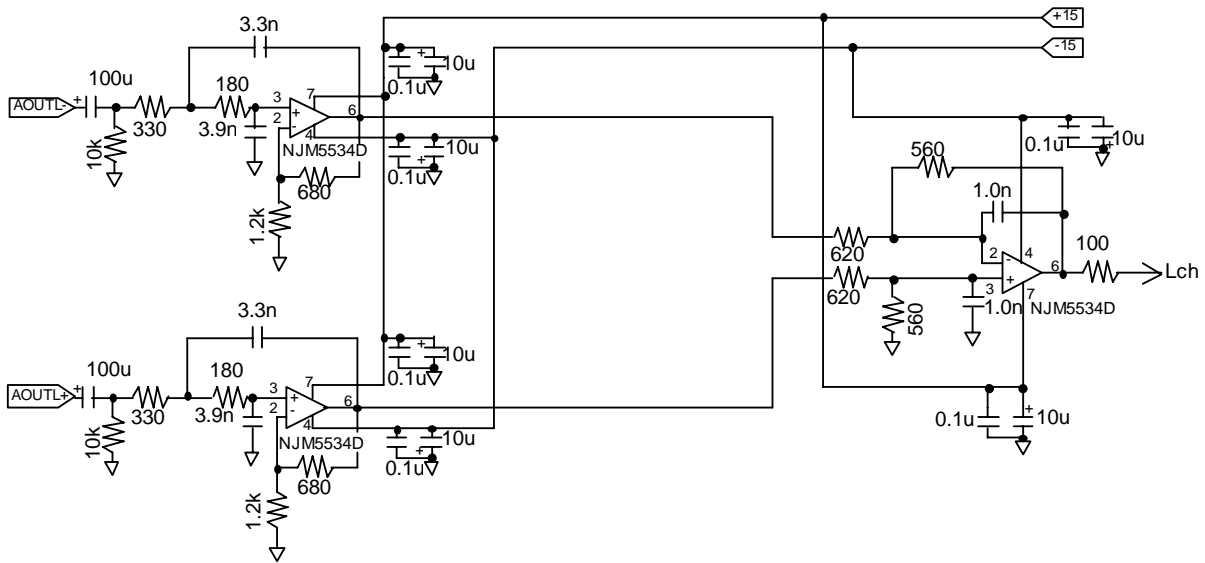 +15
-15
3.3n
100u
180
AOUTL-
+
330
10k
3.9n
3
2
+
-
7
4
6
NJM5534D
680
1.2k
+
10u
0.1u
+
10u
0.1u
0.1u
10u
+
560
1.0n
620
620
560
2
3
-
+
4
7
6
1.0n
NJM5534D
100
Lch
3.3n
100u
180
AOUTL+
+
330
10k
3.9n
3
2
+
-
7
4
6
NJM5534D
680
1.2k
+
10u
0.1u
+
10u
0.1u
+
0.1u
10u